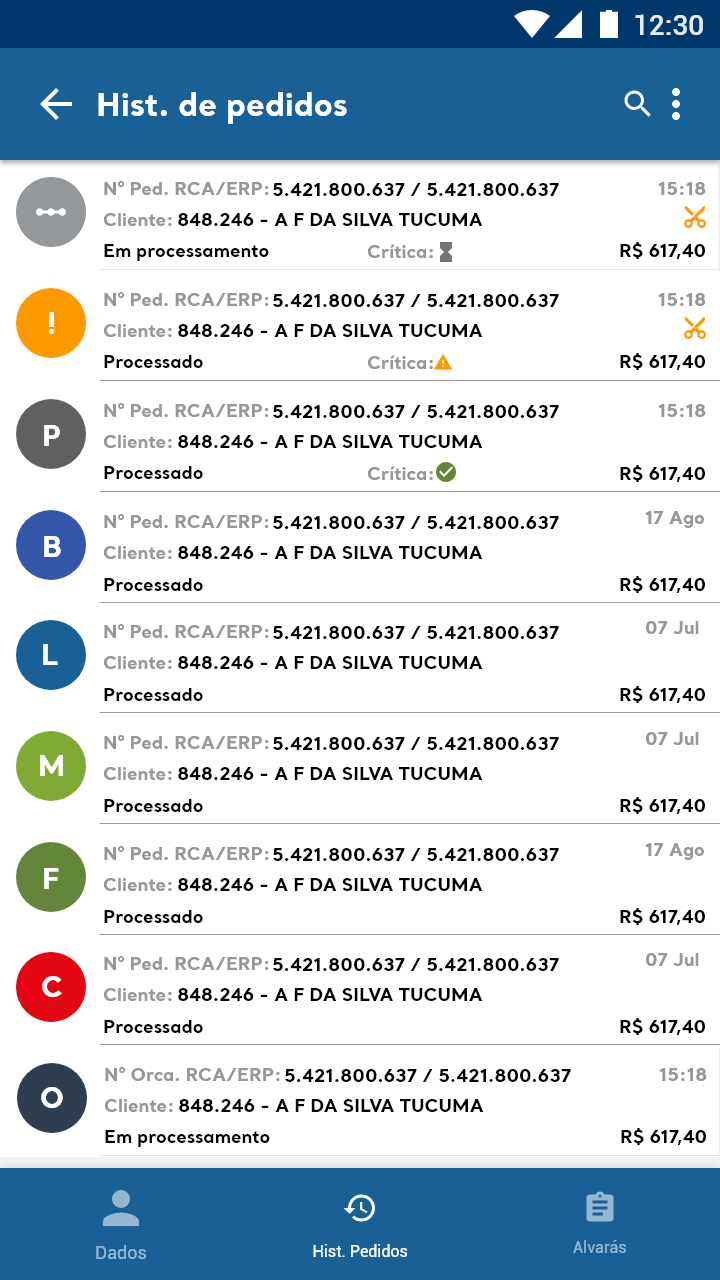 12:30
Hist. de pedidos
N° Ped. RCA/ERP: 5.421.800.637 / 5.421.800.637 15:18
Cliente: 848.246 - A F DA SILVA TUCUMA
Em processamento Crítica: R$ 617,40
! N° Ped. RCA/ERP: 5.421.800.637 / 5.421.800.637 15:18
Cliente: 848.246 - A F DA SILVA TUCUMA
Processado Crítica: R$ 617,40
P N° Ped. RCA/ERP: 5.421.800.637 / 5.421.800.637 15:18
Cliente: 848.246 - A F DA SILVA TUCUMA
Processado Crítica: R$ 617,40
B N° Ped. RCA/ERP: 5.421.800.637 / 5.421.800.637 17 Ago
Cliente: 848.246 - A F DA SILVA TUCUMA
Processado R$ 617,40
L N° Ped. RCA/ERP: 5.421.800.637 / 5.421.800.637 07 Jul
Cliente: 848.246 - A F DA SILVA TUCUMA
Processado R$ 617,40
M N° Ped. RCA/ERP: 5.421.800.637 / 5.421.800.637 07 Jul
Cliente: 848.246 - A F DA SILVA TUCUMA
Processado R$ 617,40
F N° Ped. RCA/ERP: 5.421.800.637 / 5.421.800.637 17 Ago
Cliente: 848.246 - A F DA SILVA TUCUMA
Processado R$ 617,40
C N° Ped. RCA/ERP: 5.421.800.637 / 5.421.800.637 07 Jul
Cliente: 848.246 - A F DA SILVA TUCUMA
Processado R$ 617,40
O N° Orca. RCA/ERP: 5.421.800.637 / 5.421.800.637 15:18
Cliente: 848.246 - A F DA SILVA TUCUMA
Em processamento R$ 617,40
Dados Hist. Pedidos Alvarás